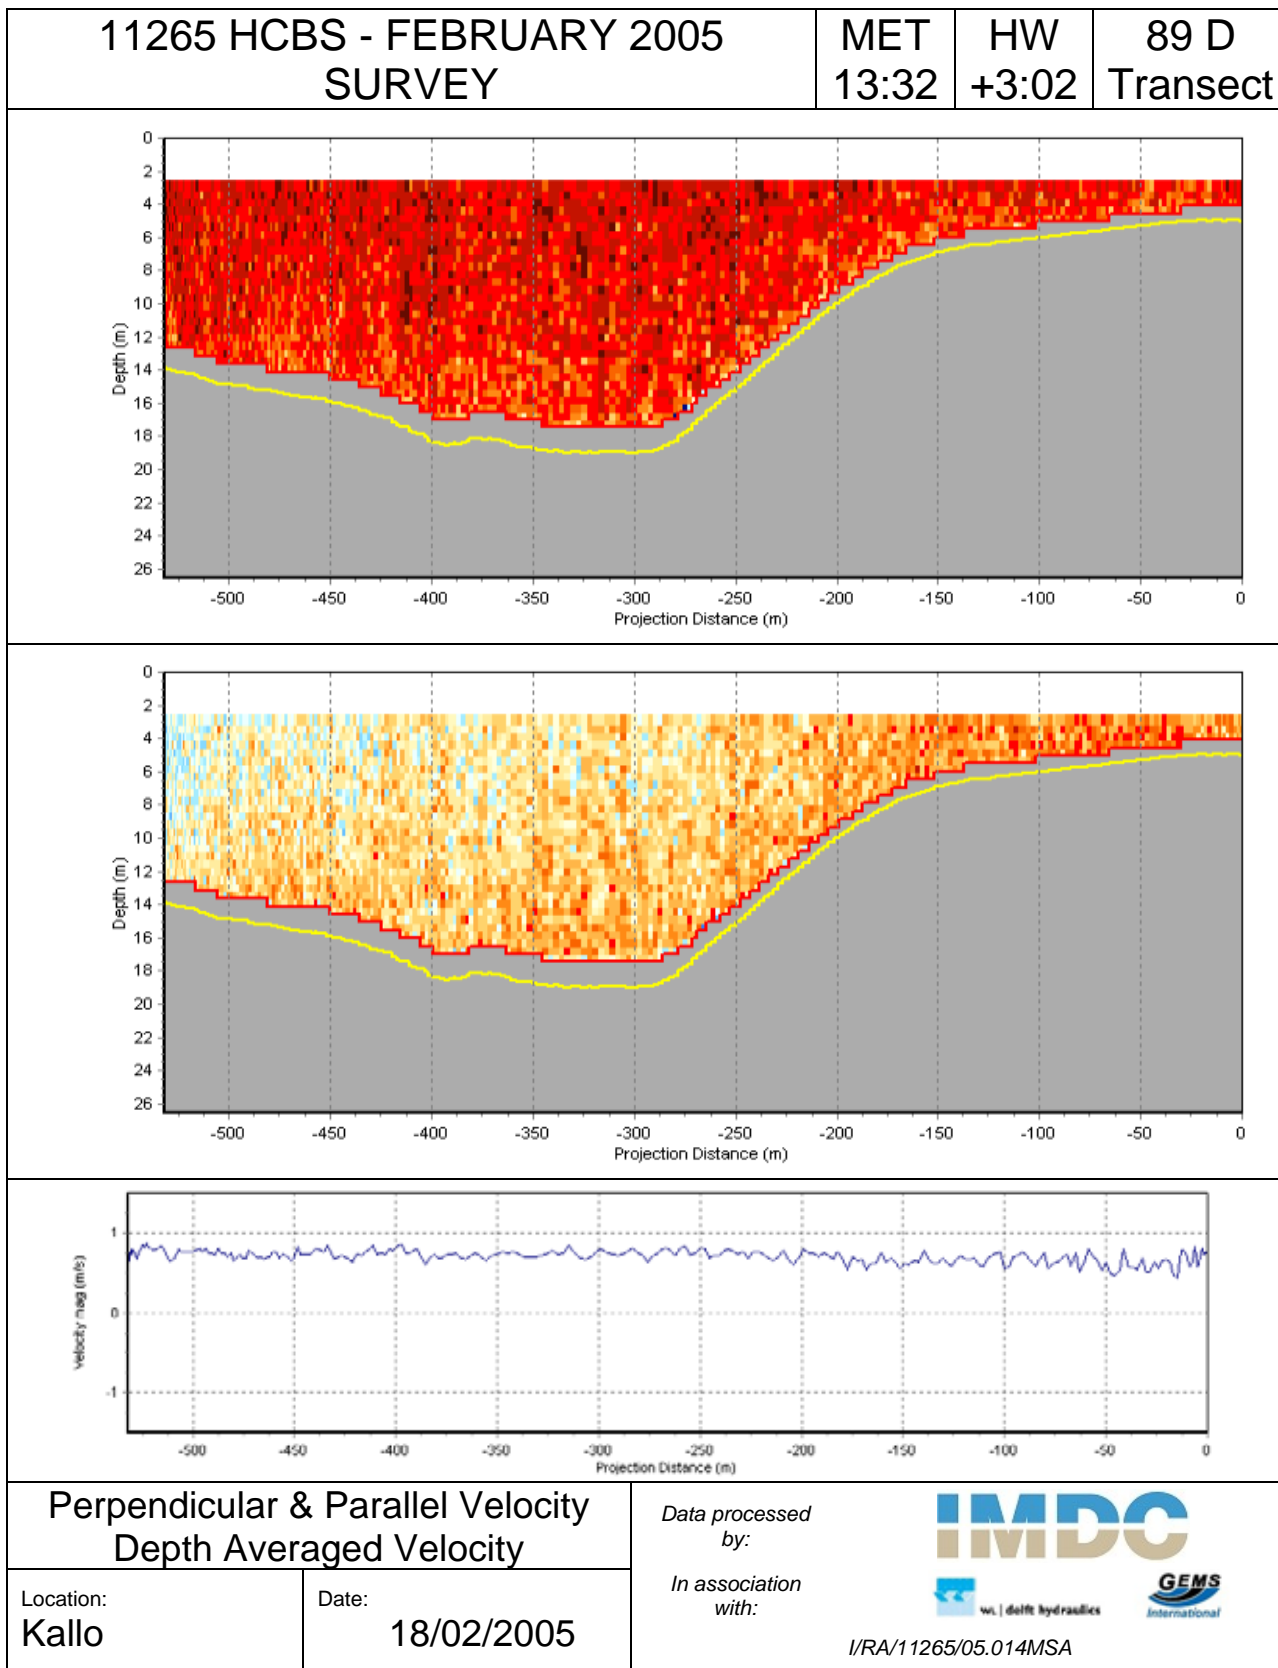 11265 HCBS - FEBRUARY 2005
SURVEY
MET
13:32
HW
+3:02
89 D
Transect
0
2
4
6
8
10
12
14
16
18
20
22
24
26
Depth (m)
-500 -450 -400 -350 -300 -250 -200 -150 -100 -50 0
Projection Distance (m)
0
2
4
6
8
10
12
14
16
18
20
22
24
26
Depth (m)
-500 -450 -400 -350 -300 -250 -200 -150 -100 -50 0
Projection Distance (m)
1
0
-1
Velocity mag (m/s)
-500 -450 -400 -350 -300 -250 -200 -150 -100 -50 0
Projection Distance (m)
Perpendicular & Parallel Velocity
Depth Averaged Velocity
Location:
Kallo
Date:
18/02/2005
Data processed
by:
IMDC
In association
with:
wl | delft hydraulics
GEMS
International
I/RA/11265/05.014MSA